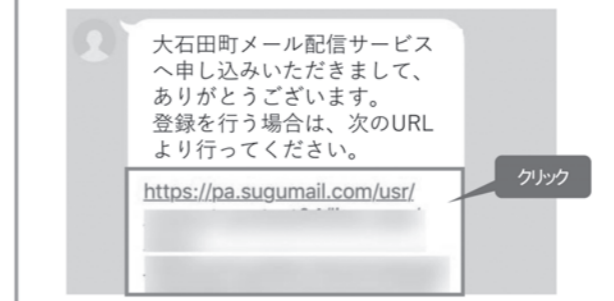 大石田町メール配信サービス
へ申し込みいただきまして、
ありがとうございます。
登録を行う場合は、次のURL
より行ってください。
https://pa.sugumail.com/usr/
クリック